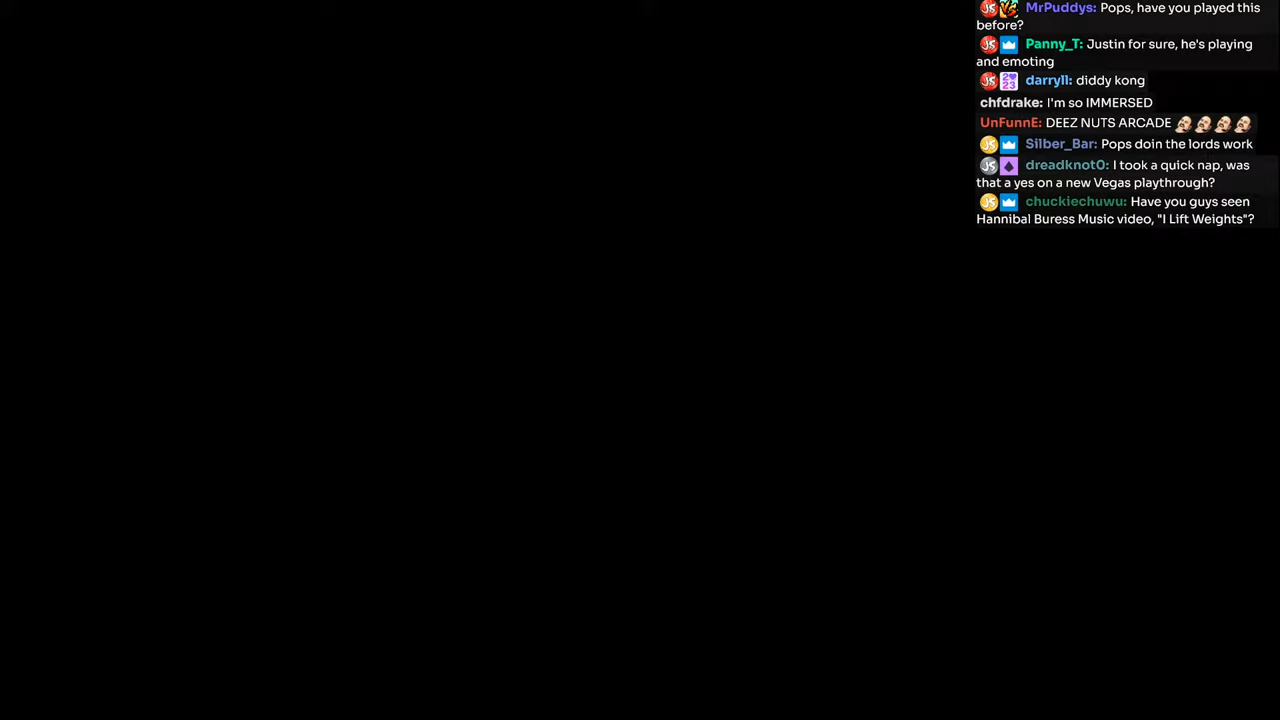 MrPuddys: Pops, have you played this
before?
Panny_T: Justin for sure, he's playing
and emoting
darryll: diddy kong
chfdrake: I'm so IMMERSED
UnFunnE: DEEZ NUTS ARCADE
Silber_Bar: Pops doin the lords work
dreadknot0: I took a quick nap, was
that a yes on a new Vegas playthrough?
chuckiechuwu: Have you guys seen
Hannibal Buress Music video, "I Lift Weights"?